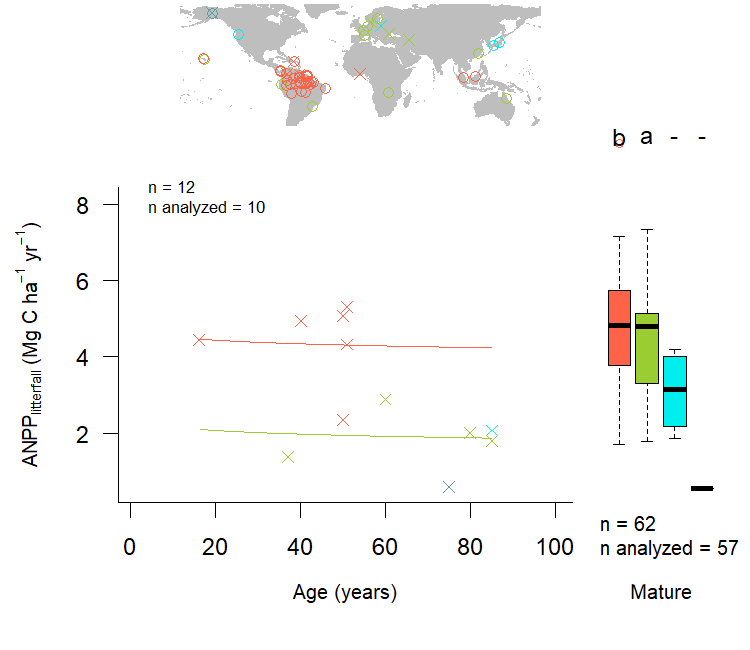 b a - -
n = 12
n analyzed = 10
8
6
4
2
ANPP_litterfall (Mg C ha⁻¹ yr⁻¹)
0 20 40 60 80 100
Age (years)
n = 62
n analyzed = 57
Mature